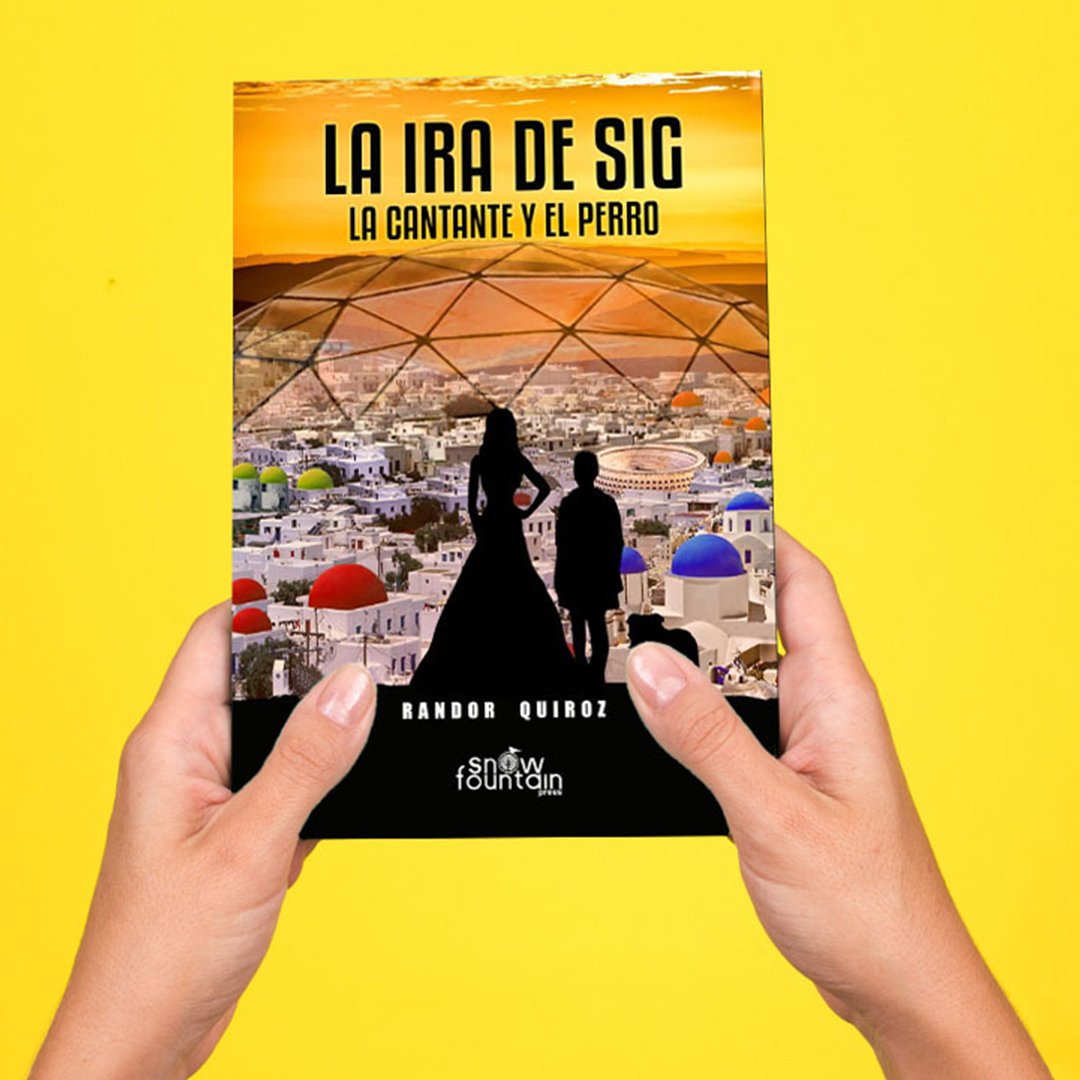 LA IRA DE SIG
LA CANTANTE Y EL PERRO
RANDOR QUIROZ
snow
fountain
press